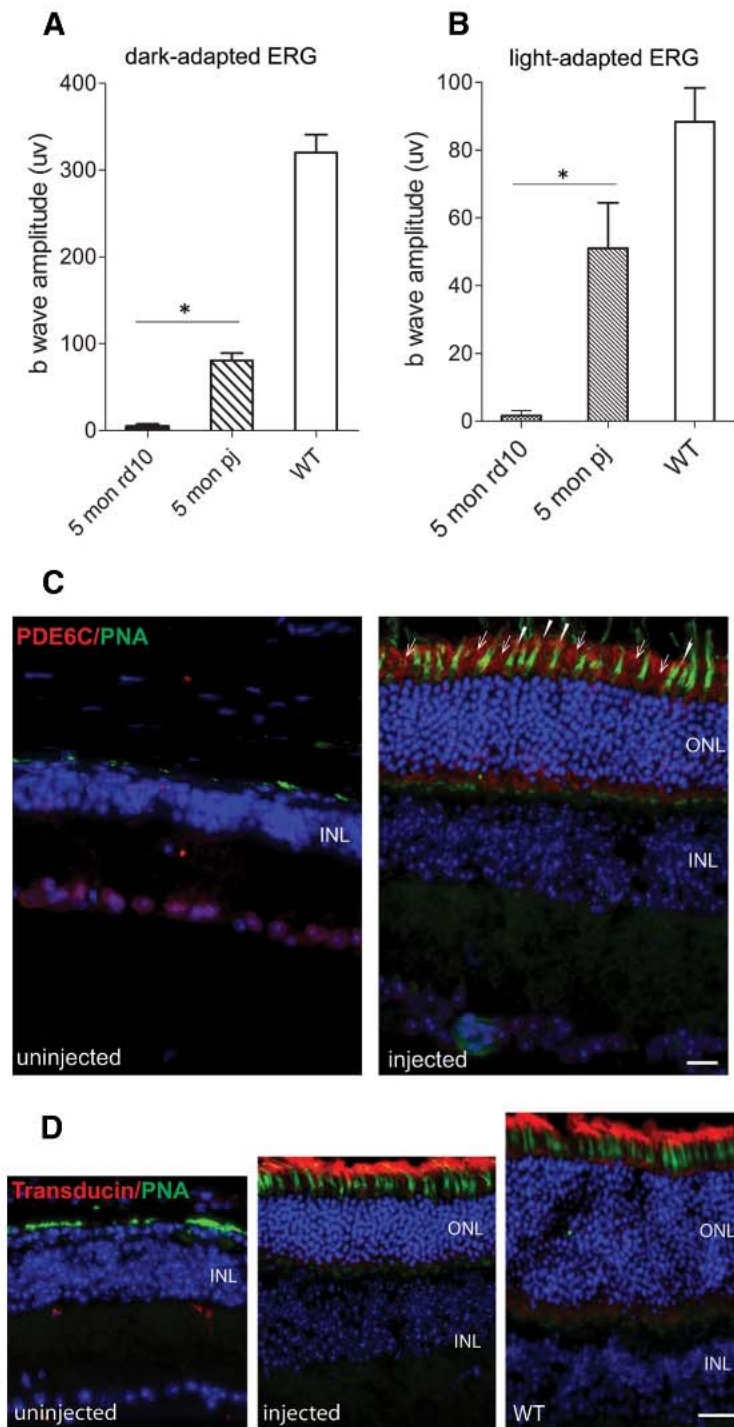 A
dark-adapted ERG
b wave amplitude (uv)
400
300
200
100
0
*
5 mon rd10
5 mon pj
WT
B
light-adapted ERG
b wave amplitude (uv)
100
80
60
40
20
0
*
5 mon rd10
5 mon pj
WT
C
PDE6C/PNA
INL
uninjected
ONL
INL
injected
D
Transducin/PNA
INL
uninjected
ONL
INL
injected
ONL
INL
WT